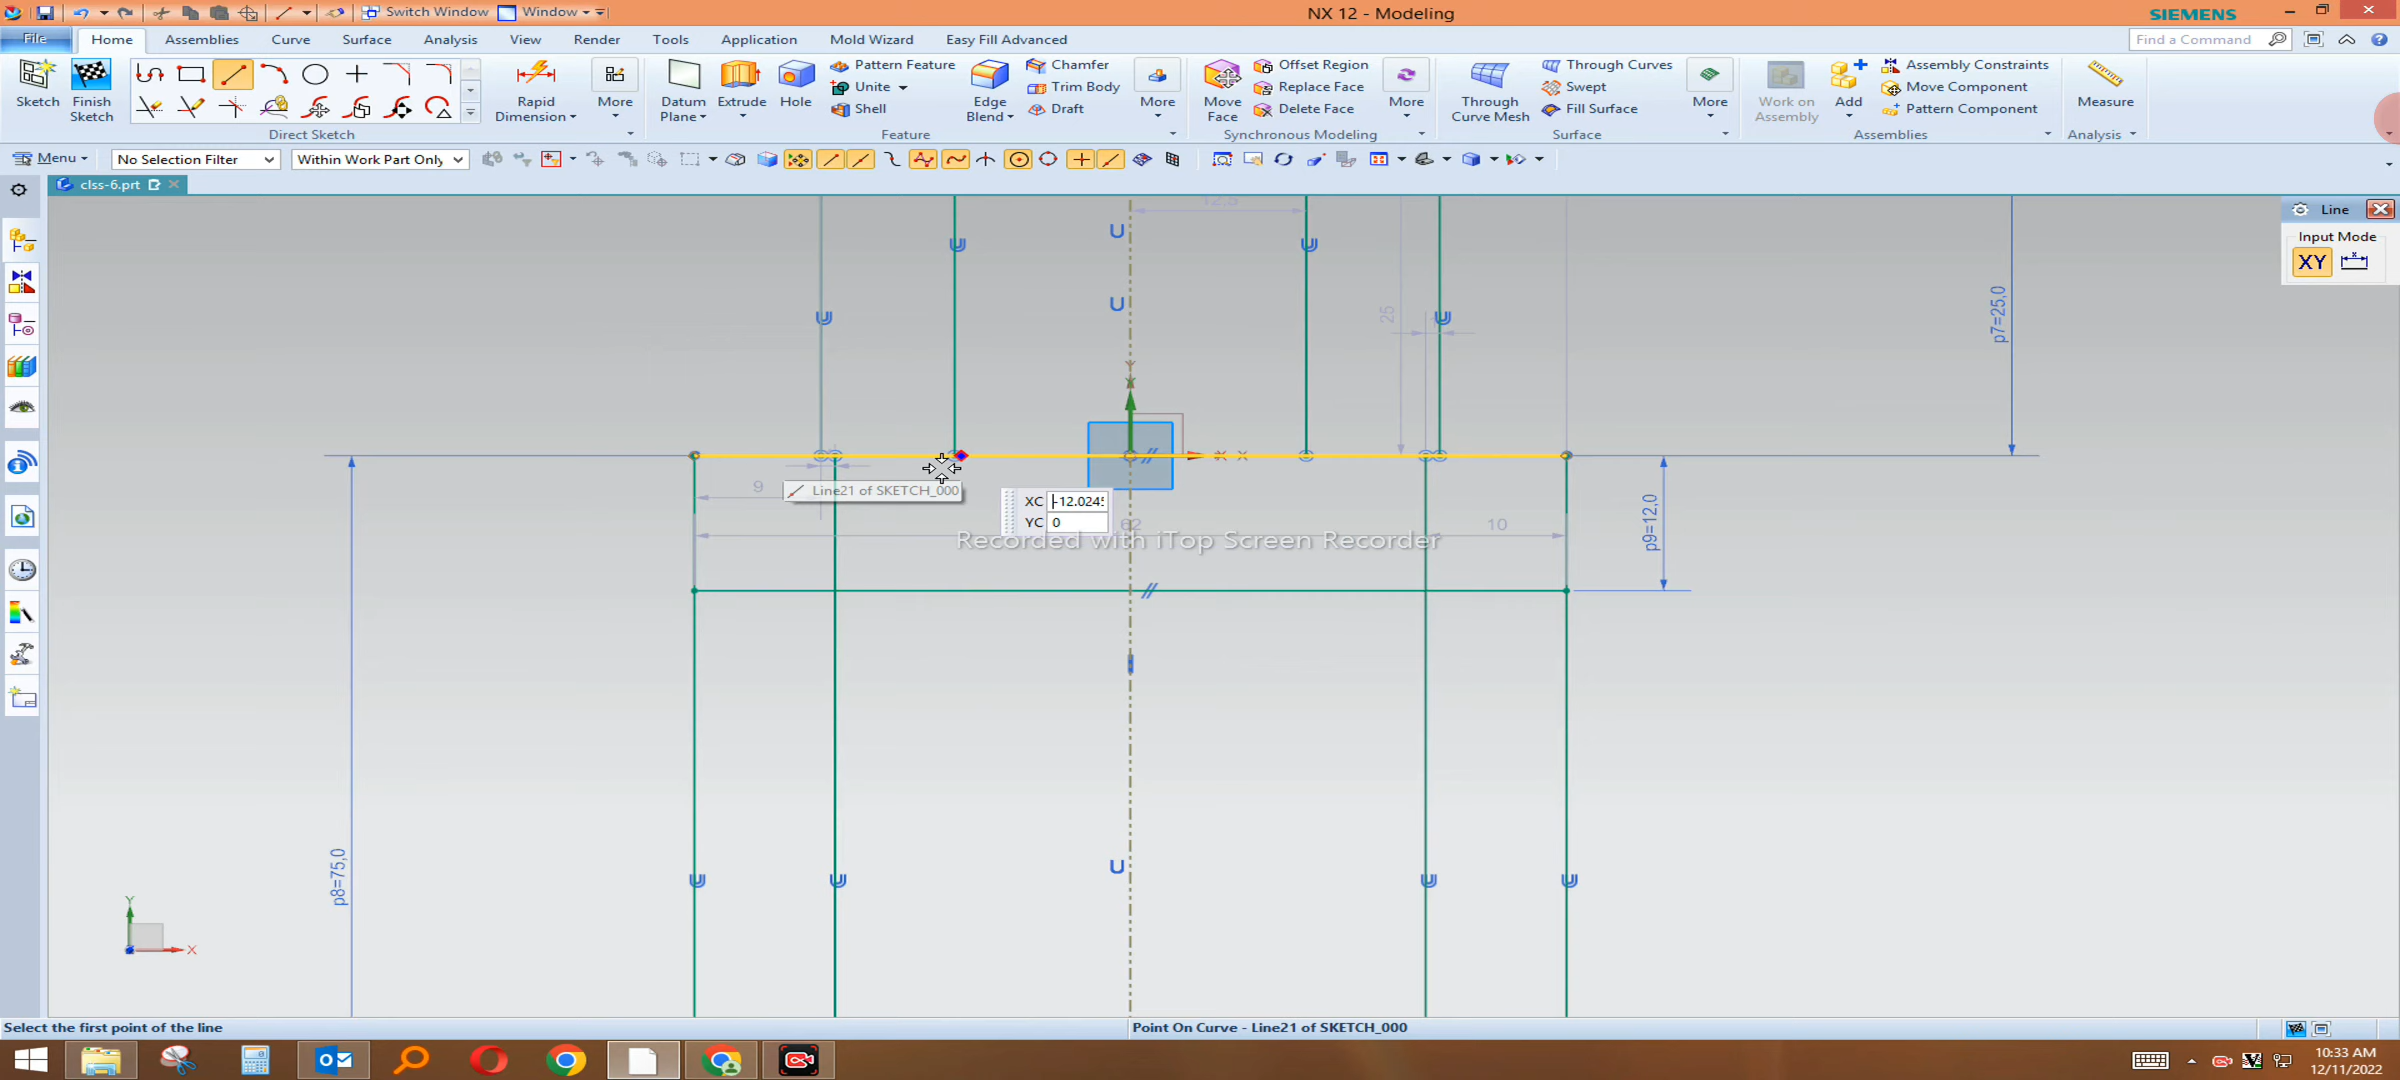 Switch Window
Window
NX 12 - Modeling
SIEMENS
File
Home
Assemblies
Curve
Surface
Analysis
View
Render
Tools
Application
Mold Wizard
Easy Fill Advanced
Find a Command
Sketch
Finish Sketch
Rapid Dimension
More
Datum Plane
Extrude
Hole
Pattern Feature
Unite
Shell
Edge Blend
Chamfer
Trim Body
Draft
More
Move Face
Offset Region
Replace Face
Delete Face
More
Through Curve Mesh
Through Curves
Swept
Fill Surface
More
Work on Assembly
Add
Assembly Constraints
Move Component
Pattern Component
Measure
Direct Sketch
Feature
Synchronous Modeling
Surface
Assemblies
Analysis
Menu
No Selection Filter
Within Work Part Only
clss-6.prt
Line
Input Mode
XY
25
p7=25,0
Y
X
X
9
Line21 of SKETCH_000
XC
-12.024
YC
0
62
10
p9=12,0
Recorded with iTop Screen Recorder
p8=75,0
Y
X
Select the first point of the line
Point On Curve - Line21 of SKETCH_000
10:33 AM
12/11/2022